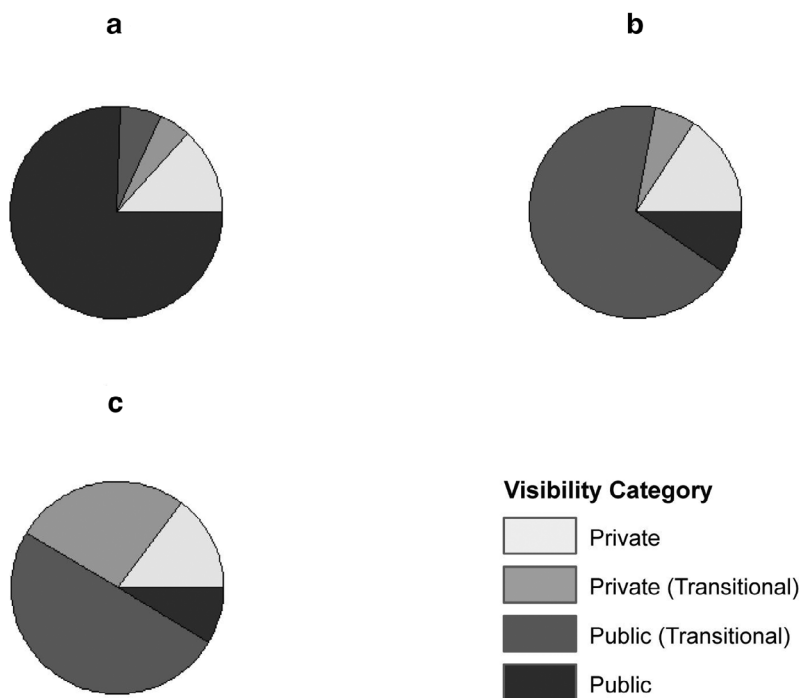 a
b
c
Visibility Category
Private
Private (Transitional)
Public (Transitional)
Public